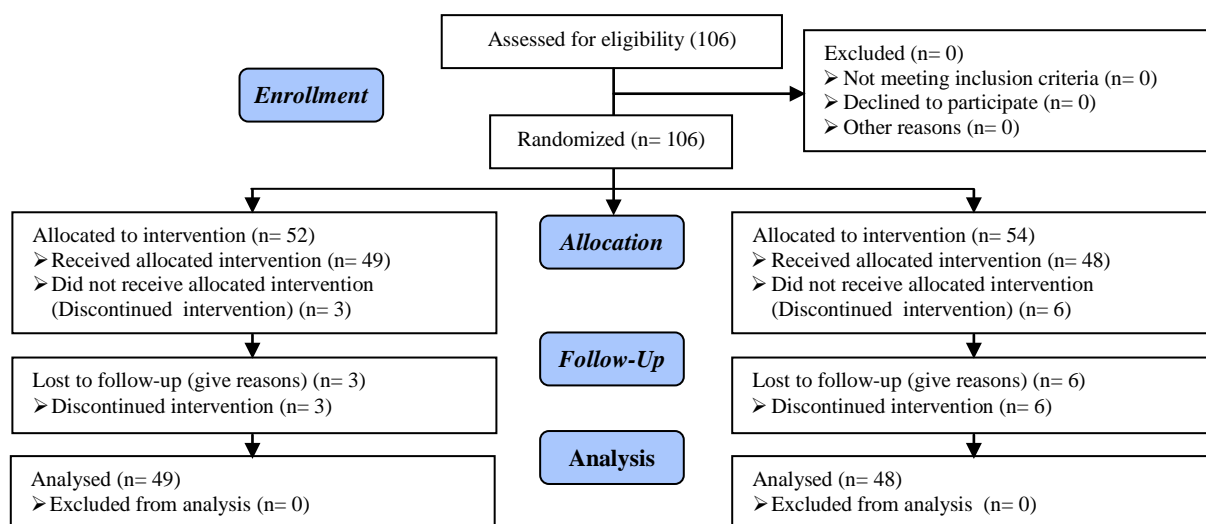 Assessed for eligibility (106)
Excluded (n= 0)
➢ Not meeting inclusion criteria (n= 0)
➢ Declined to participate (n= 0)
➢ Other reasons (n= 0)
Enrollment
Randomized (n= 106)
Allocated to intervention (n= 52)
➢ Received allocated intervention (n= 49)
➢ Did not receive allocated intervention
(Discontinued  intervention) (n= 3)
Allocation
Allocated to intervention (n= 54)
➢ Received allocated intervention (n= 48)
➢ Did not receive allocated intervention
(Discontinued  intervention) (n= 6)
Follow-Up
Lost to follow-up (give reasons) (n= 3)
➢ Discontinued intervention (n= 3)
Lost to follow-up (give reasons) (n= 6)
➢ Discontinued intervention (n= 6)
Analysis
Analysed (n= 49)
➢ Excluded from analysis (n= 0)
Analysed (n= 48)
➢ Excluded from analysis  (n= 0)